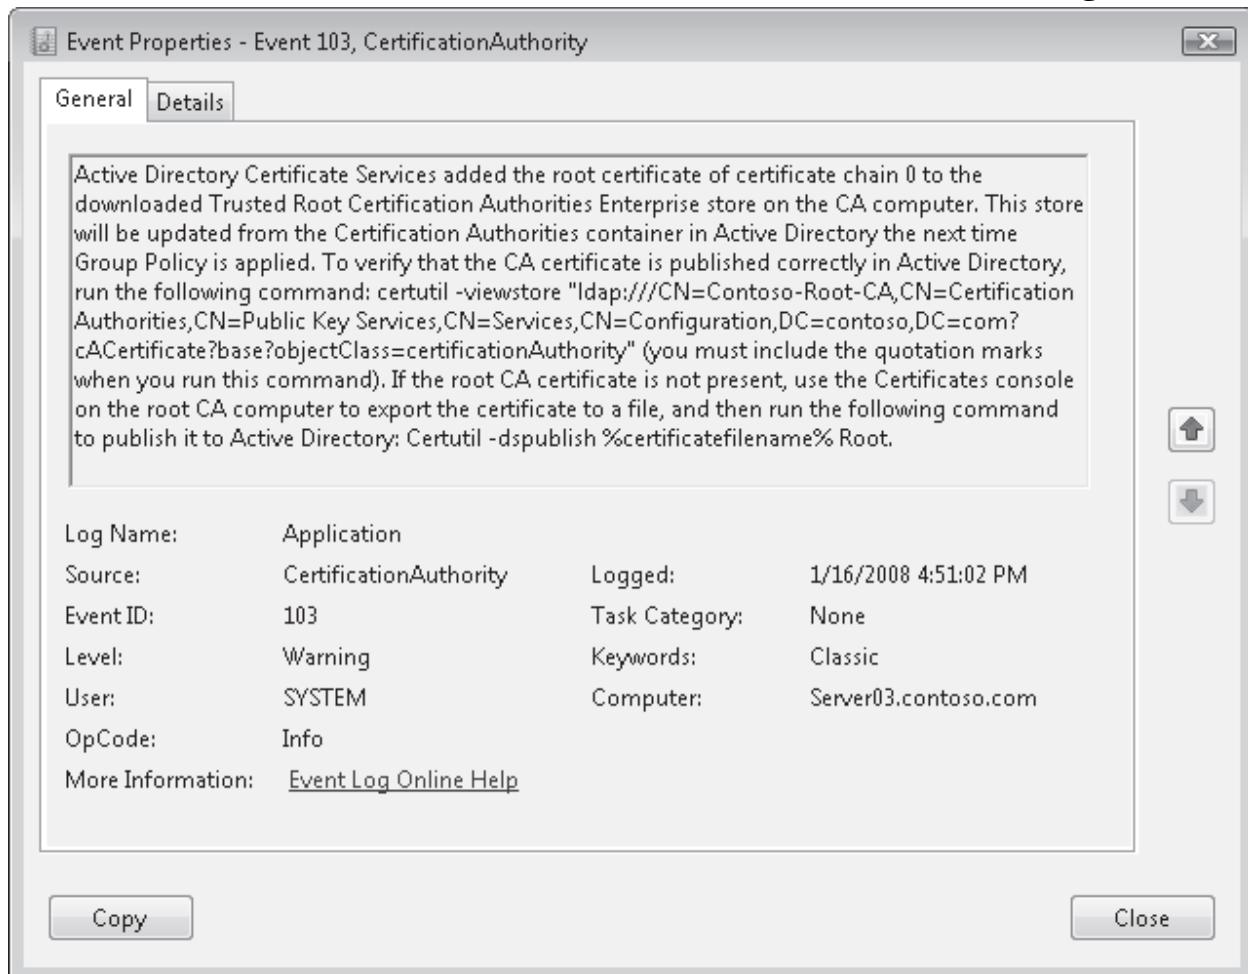 Event Properties - Event 103, CertificationAuthority
General Details
Active Directory Certificate Services added the root certificate of certificate chain 0 to the
downloaded Trusted Root Certification Authorities Enterprise store on the CA computer. This store
will be updated from the Certification Authorities container in Active Directory the next time
Group Policy is applied. To verify that the CA certificate is published correctly in Active Directory,
run the following command: certutil -viewstore "ldap:///CN=Contoso-Root-CA,CN=Certification
Authorities,CN=Public Key Services,CN=Services,CN=Configuration,DC=contoso,DC=com?
cACertificate?base?objectClass=certificationAuthority" (you must include the quotation marks
when you run this command). If the root CA certificate is not present, use the Certificates console
on the root CA computer to export the certificate to a file, and then run the following command
to publish it to Active Directory: Certutil -dspublish %certificatefilename% Root.
Log Name: Application
Source: CertificationAuthority Logged: 1/16/2008 4:51:02 PM
Event ID: 103 Task Category: None
Level: Warning Keywords: Classic
User: SYSTEM Computer: Server03.contoso.com
OpCode: Info
More Information: Event Log Online Help
Copy Close